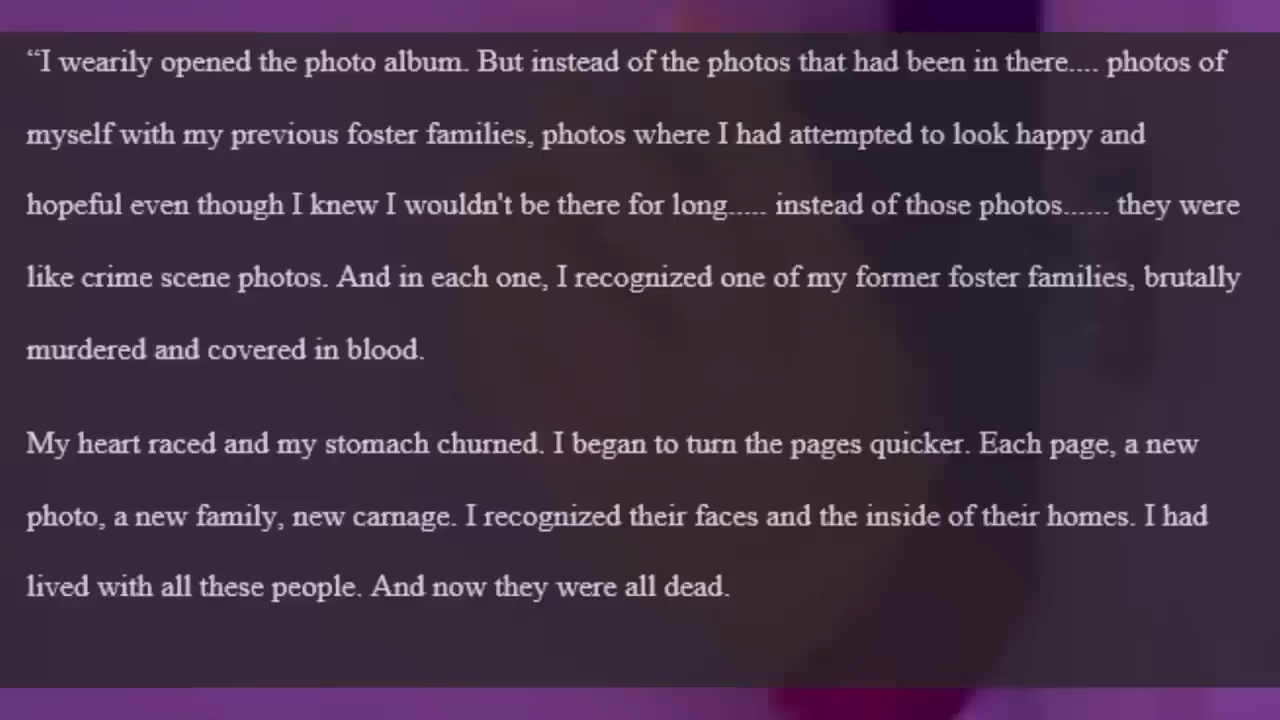 “I wearily opened the photo album. But instead of the photos that had been in there.... photos of
myself with my previous foster families, photos where I had attempted to look happy and
hopeful even though I knew I wouldn't be there for long..... instead of those photos...... they were
like crime scene photos. And in each one, I recognized one of my former foster families, brutally
murdered and covered in blood.
My heart raced and my stomach churned. I began to turn the pages quicker. Each page, a new
photo, a new family, new carnage. I recognized their faces and the inside of their homes. I had
lived with all these people. And now they were all dead.